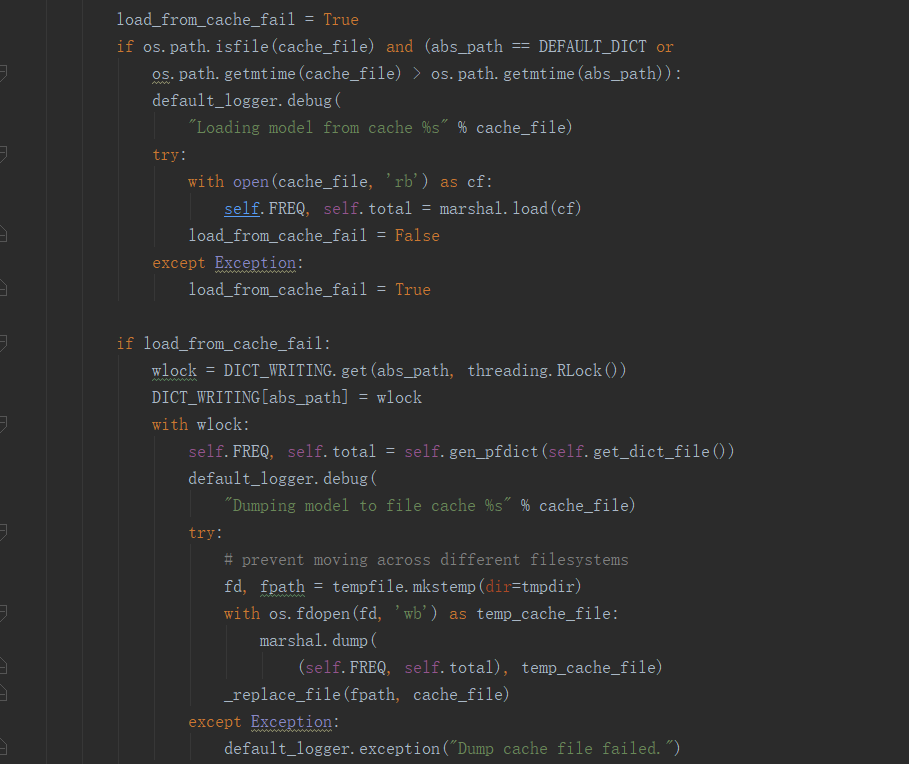 load_from_cache_fail = True
if os.path.isfile(cache_file) and (abs_path == DEFAULT_DICT or
os.path.getmtime(cache_file) > os.path.getmtime(abs_path)):
default_logger.debug(
"Loading model from cache %s" % cache_file)
try:
with open(cache_file, 'rb') as cf:
self.FREQ, self.total = marshal.load(cf)
load_from_cache_fail = False
except Exception:
load_from_cache_fail = True
if load_from_cache_fail:
wlock = DICT_WRITING.get(abs_path, threading.RLock())
DICT_WRITING[abs_path] = wlock
with wlock:
self.FREQ, self.total = self.gen_pfdict(self.get_dict_file())
default_logger.debug(
"Dumping model to file cache %s" % cache_file)
try:
# prevent moving across different filesystems
fd, fpath = tempfile.mkstemp(dir=tmpdir)
with os.fdopen(fd, 'wb') as temp_cache_file:
marshal.dump(
(self.FREQ, self.total), temp_cache_file)
_replace_file(fpath, cache_file)
except Exception:
default_logger.exception("Dump cache file failed.")